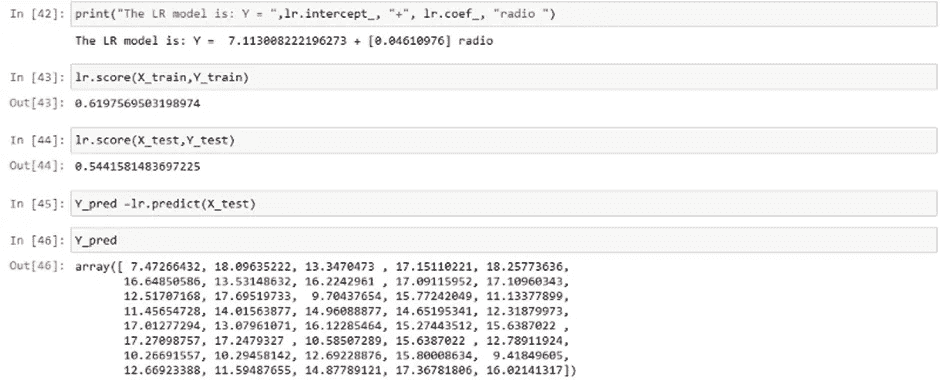 In [42]: print("The LR model is: Y = ",lr.intercept_, "+", lr.coef_, "radio ")
The LR model is: Y =  7.113008222196273 + [0.04610976] radio
In [43]: lr.score(X_train,Y_train)
Out[43]: 0.6197569503198974
In [44]: lr.score(X_test,Y_test)
Out[44]: 0.5441581483697225
In [45]: Y_pred –lr.predict(X_test)
In [46]: Y_pred
Out[46]: array([ 7.47266432, 18.09635222, 13.3470473 , 17.15110221, 18.25773636,
16.64850586, 13.53148632, 16.2242961 , 17.09115952, 17.10960343,
12.51707168, 17.69519733,  9.70437654, 15.77242049, 11.13377899,
11.45654728, 14.01563877, 14.96088877, 14.65195341, 12.31879973,
17.01277294, 13.07961071, 16.12285464, 15.27443512, 15.6387022 ,
17.27098757, 17.2479327 , 10.58507289, 15.6387022 , 12.78911924,
10.26691557, 10.29458142, 12.69228876, 15.80008634,  9.41849605,
12.66923388, 11.59487655, 14.87789121, 17.36781806, 16.02141317])